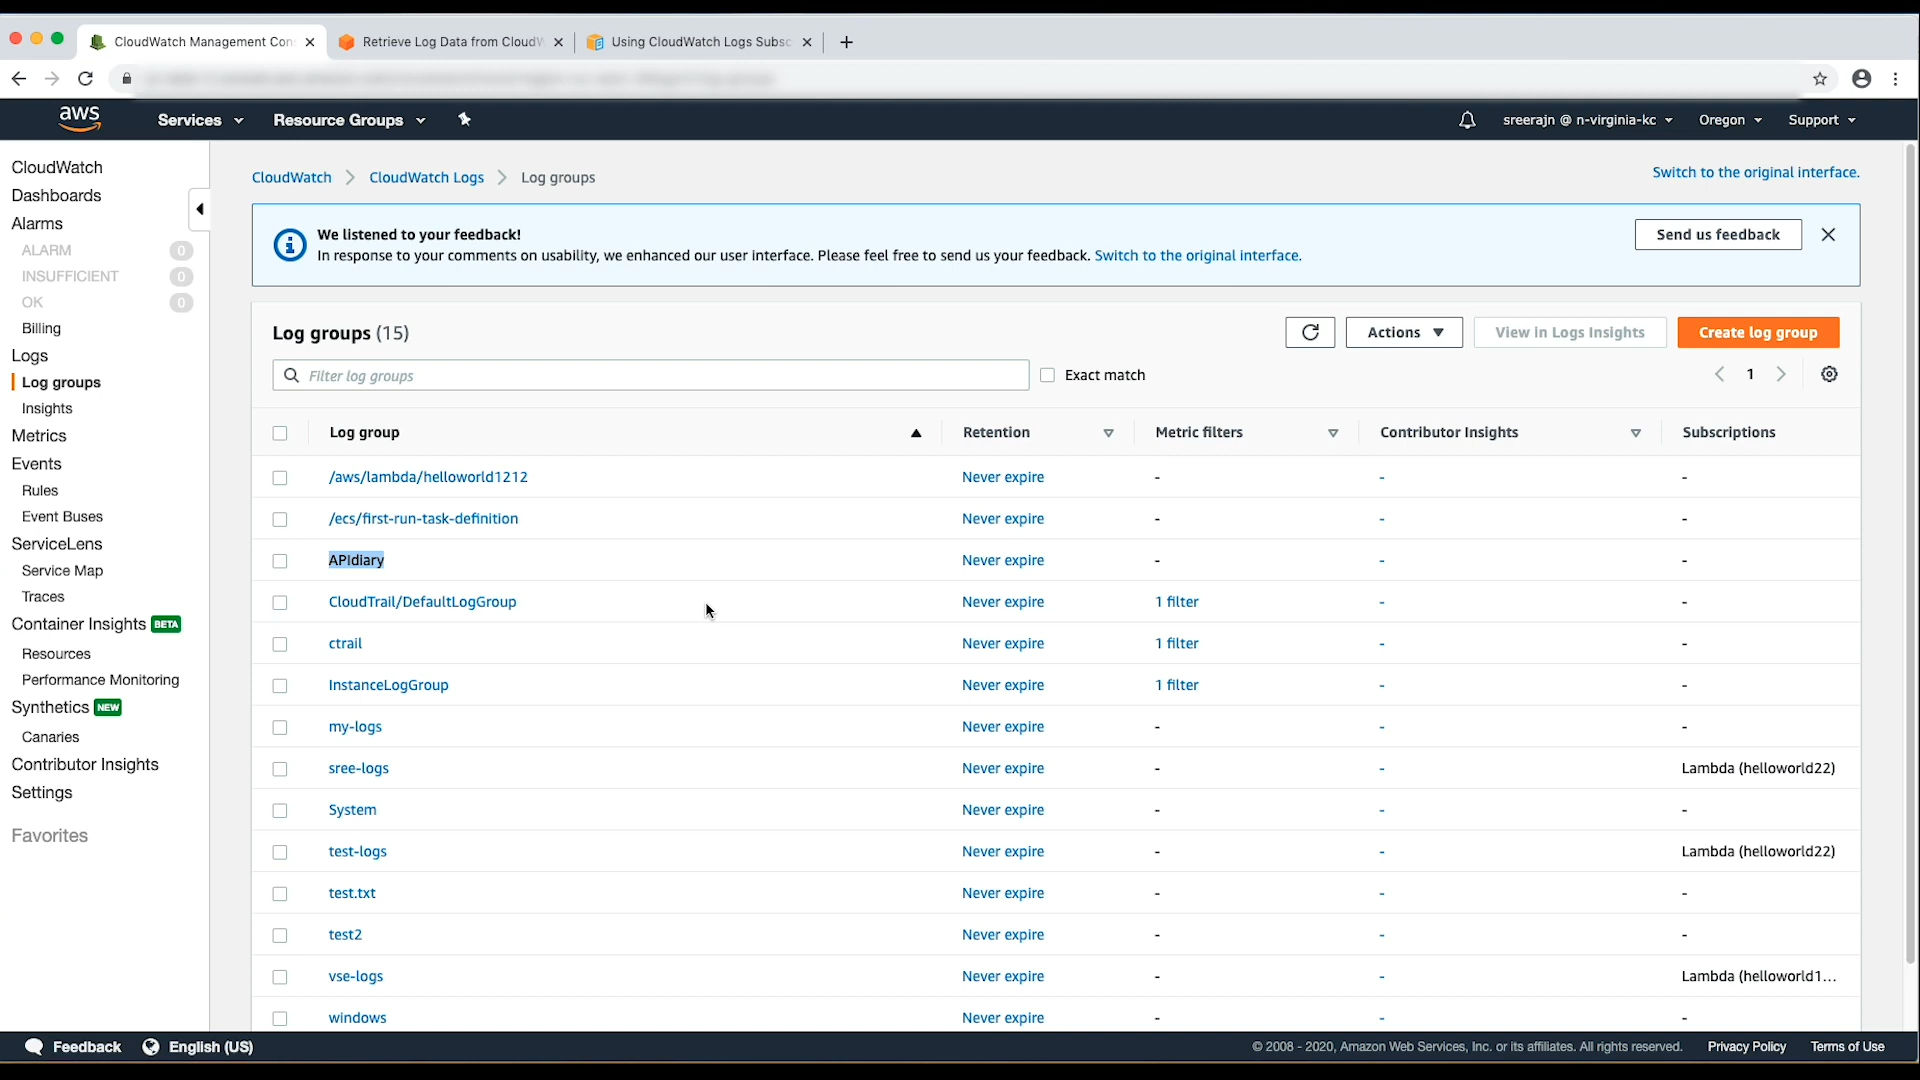 CloudWatch Management Con
Retrieve Log Data from CloudW
Using CloudWatch Logs Subsc
aws
Services
Resource Groups
sreerajn @ n-virginia-kc
Oregon
Support
CloudWatch
Dashboards
Alarms
ALARM 0
INSUFFICIENT 0
OK 0
Billing
Logs
Log groups
Insights
Metrics
Events
Rules
Event Buses
ServiceLens
Service Map
Traces
Container Insights BETA
Resources
Performance Monitoring
Synthetics NEW
Canaries
Contributor Insights
Settings
Favorites
CloudWatch > CloudWatch Logs > Log groups
Switch to the original interface.
We listened to your feedback!
In response to your comments on usability, we enhanced our user interface. Please feel free to send us your feedback. Switch to the original interface.
Send us feedback
Log groups (15)
Actions
View in Logs Insights
Create log group
Filter log groups
Exact match
1
Log group Retention Metric filters Contributor Insights Subscriptions
/aws/lambda/helloworld1212 Never expire - - -
/ecs/first-run-task-definition Never expire - - -
APIdiary Never expire - - -
CloudTrail/DefaultLogGroup Never expire 1 filter - -
ctrail Never expire 1 filter - -
InstanceLogGroup Never expire 1 filter - -
my-logs Never expire - - -
sree-logs Never expire - - Lambda (helloworld22)
System Never expire - - -
test-logs Never expire - - Lambda (helloworld22)
test.txt Never expire - - -
test2 Never expire - - -
vse-logs Never expire - - Lambda (helloworld1...
windows Never expire - - -
Feedback
English (US)
© 2008 - 2020, Amazon Web Services, Inc. or its affiliates. All rights reserved.
Privacy Policy
Terms of Use